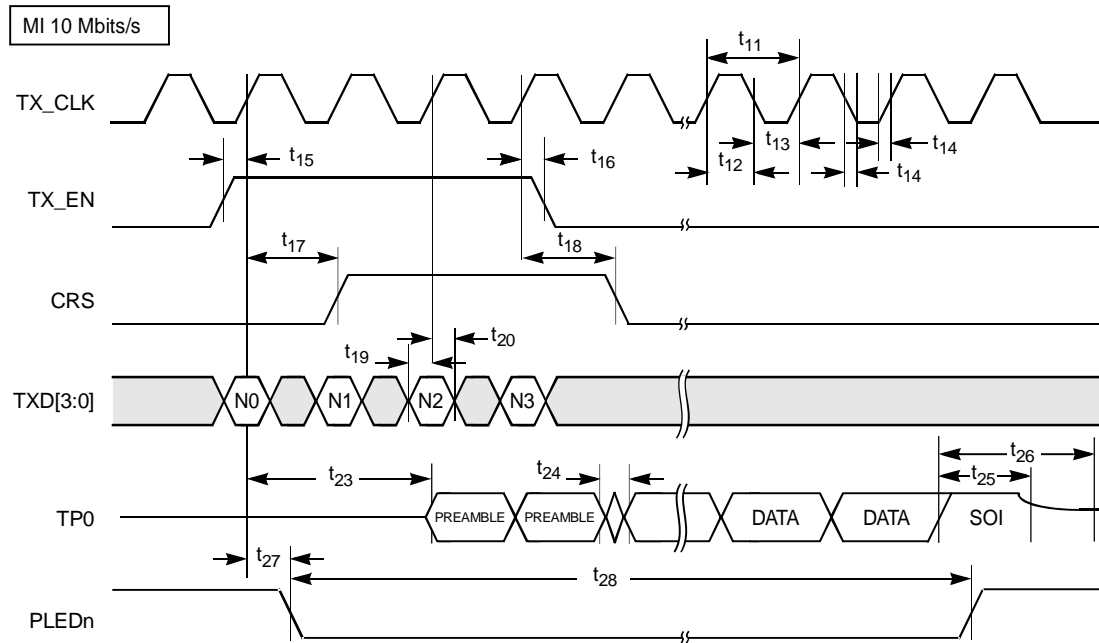 MI 10 Mbits/s
t11
TX_CLK
t13
t12
t14
t14
t15
t16
TX_EN
t17
t18
CRS
t19
t20
TXD[3:0]
N0
N1
N2
N3
t23
t24
t26
t25
TP0
PREAMBLE
PREAMBLE
DATA
DATA
SOI
t27
t28
PLEDn